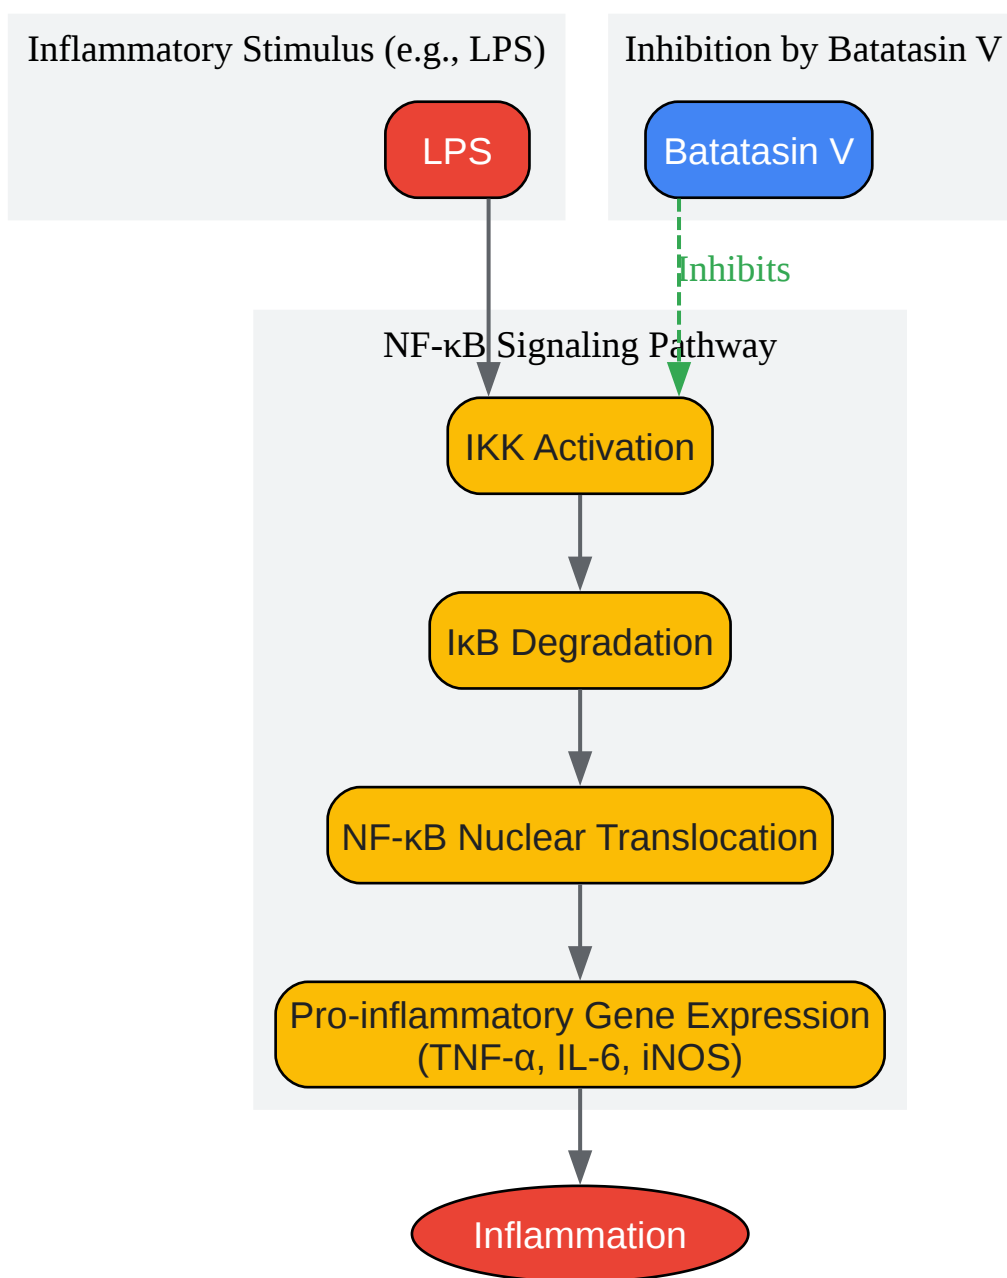 Inflammatory Stimulus (e.g., LPS)
Inhibition by Batatasin V
LPS
Batatasin V
Inhibits
NF-κB Signaling Pathway
IKK Activation
IκB Degradation
NF-κB Nuclear Translocation
Pro-inflammatory Gene Expression
(TNF-α, IL-6, iNOS)
Inflammation